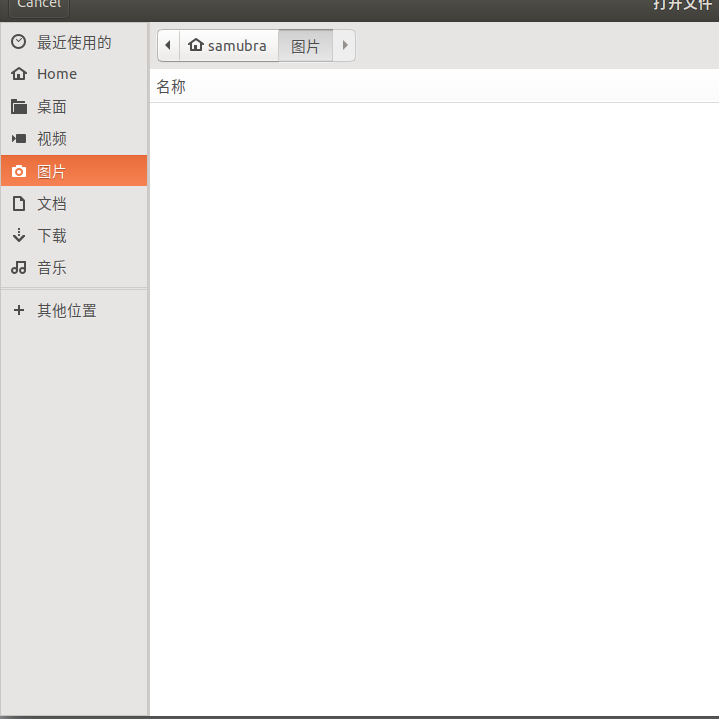 Cancel
打开文件
最近使用的
Home
桌面
视频
图片
文档
下载
音乐
其他位置
samubra
图片
名称